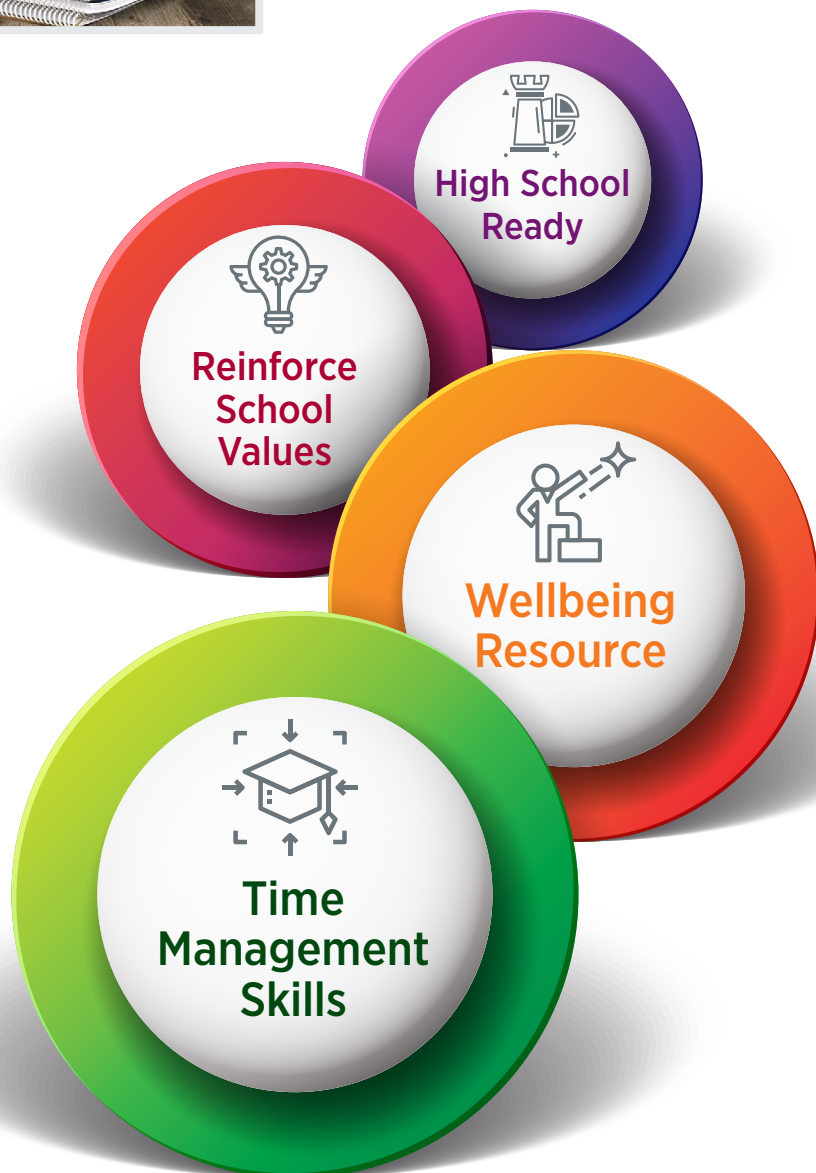 High School
Ready
Reinforce
School
Values
Wellbeing
Resource
Time
Management
Skills